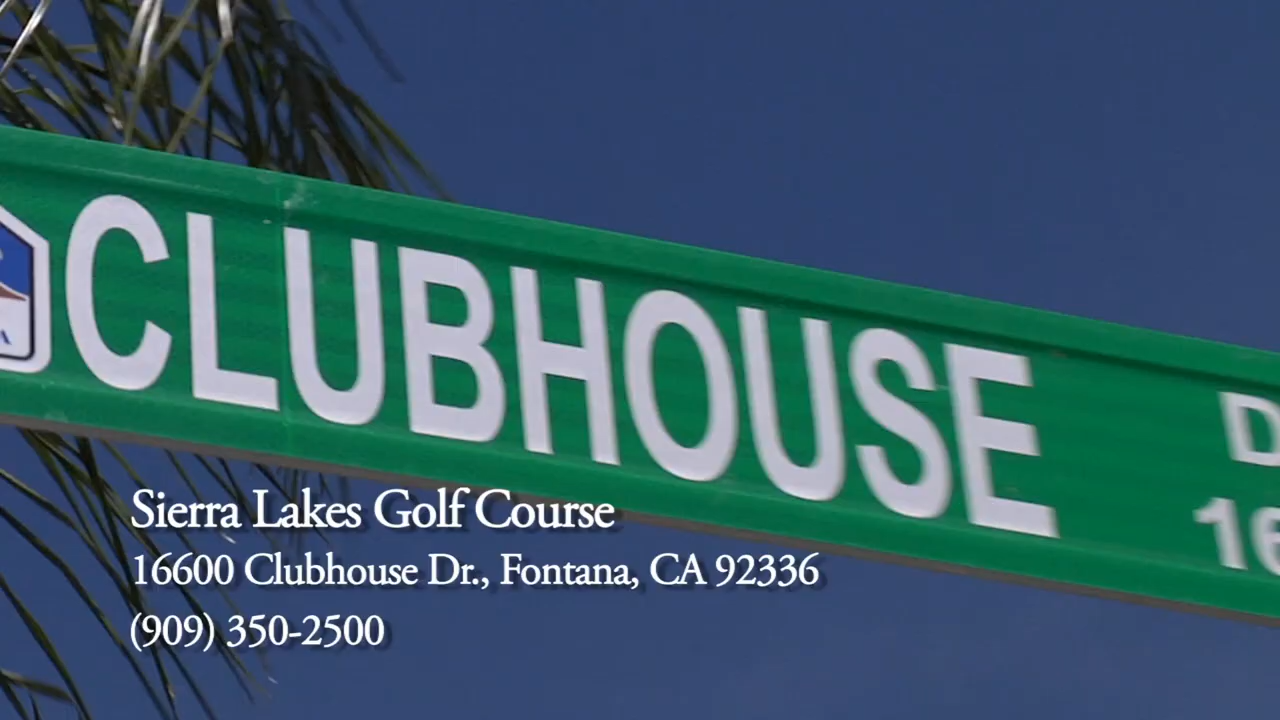 CLUBHOUSE
Sierra Lakes Golf Course
16600 Clubhouse Dr., Fontana, CA 92336
(909) 350-2500